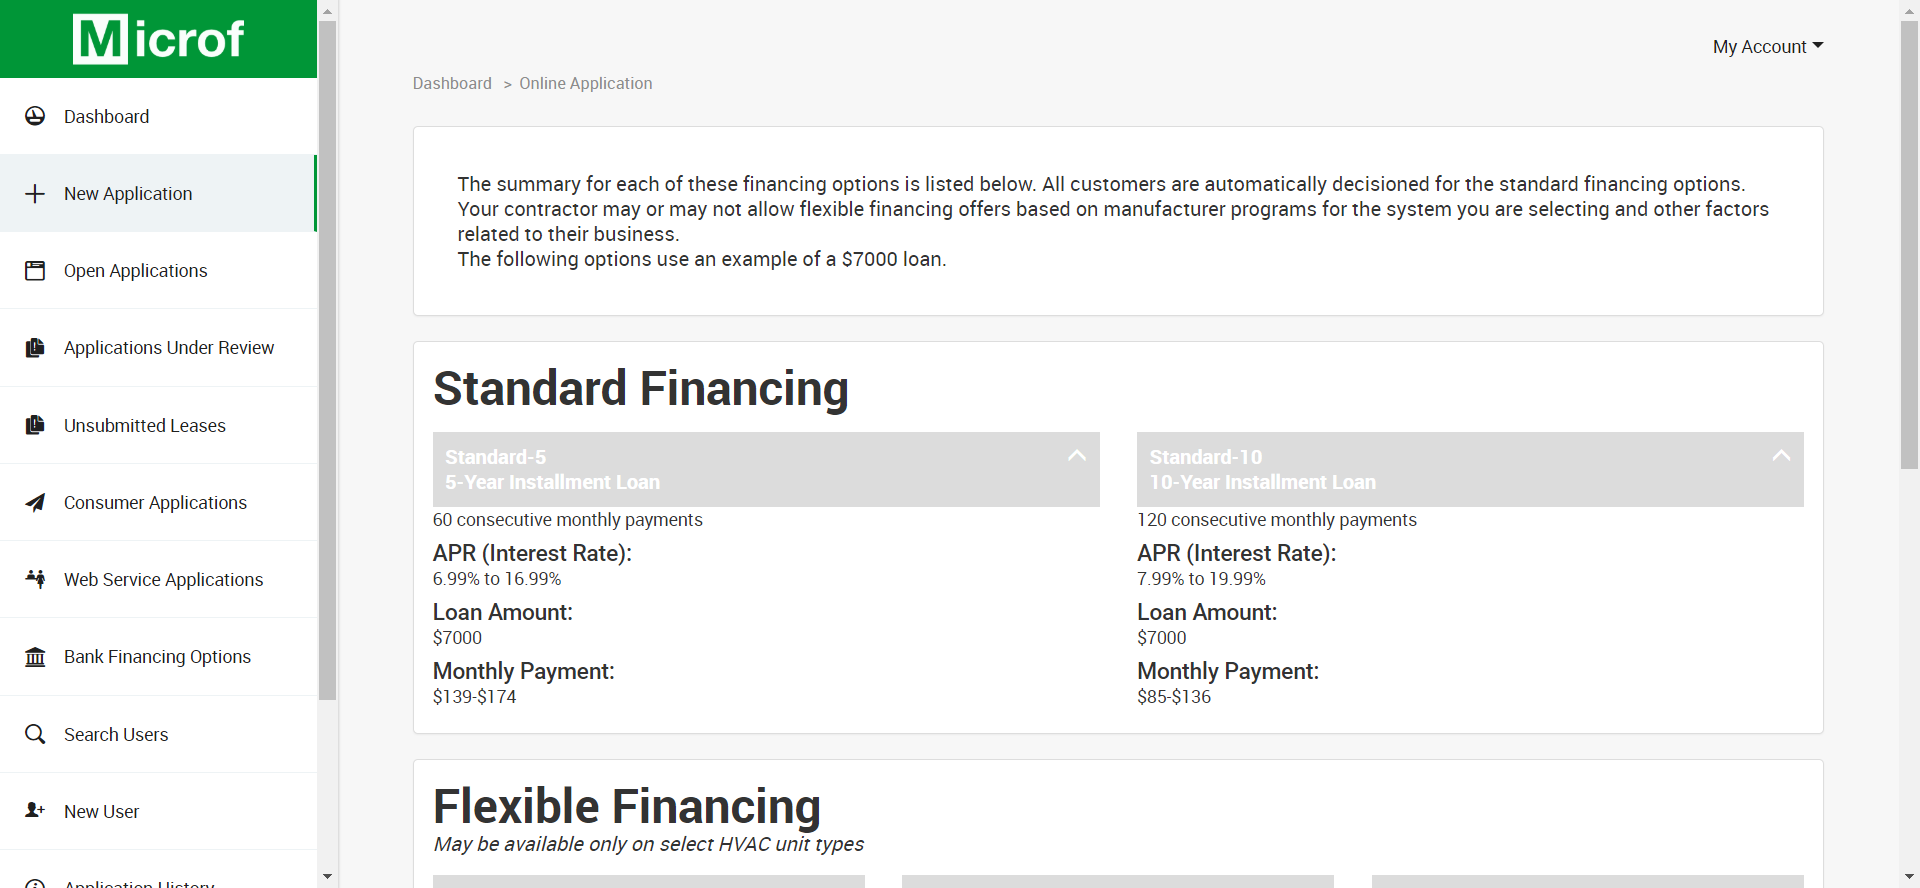 Microf
My Account
Dashboard > Online Application
Dashboard
New Application
Open Applications
Applications Under Review
Unsubmitted Leases
Consumer Applications
Web Service Applications
Bank Financing Options
Search Users
New User
Application History
The summary for each of these financing options is listed below. All customers are automatically decisioned for the standard financing options.
Your contractor may or may not allow flexible financing offers based on manufacturer programs for the system you are selecting and other factors
related to their business.
The following options use an example of a $7000 loan.
Standard Financing
Standard-5
5-Year Installment Loan
60 consecutive monthly payments
APR (Interest Rate):
6.99% to 16.99%
Loan Amount:
$7000
Monthly Payment:
$139-$174
Standard-10
10-Year Installment Loan
120 consecutive monthly payments
APR (Interest Rate):
7.99% to 19.99%
Loan Amount:
$7000
Monthly Payment:
$85-$136
Flexible Financing
May be available only on select HVAC unit types